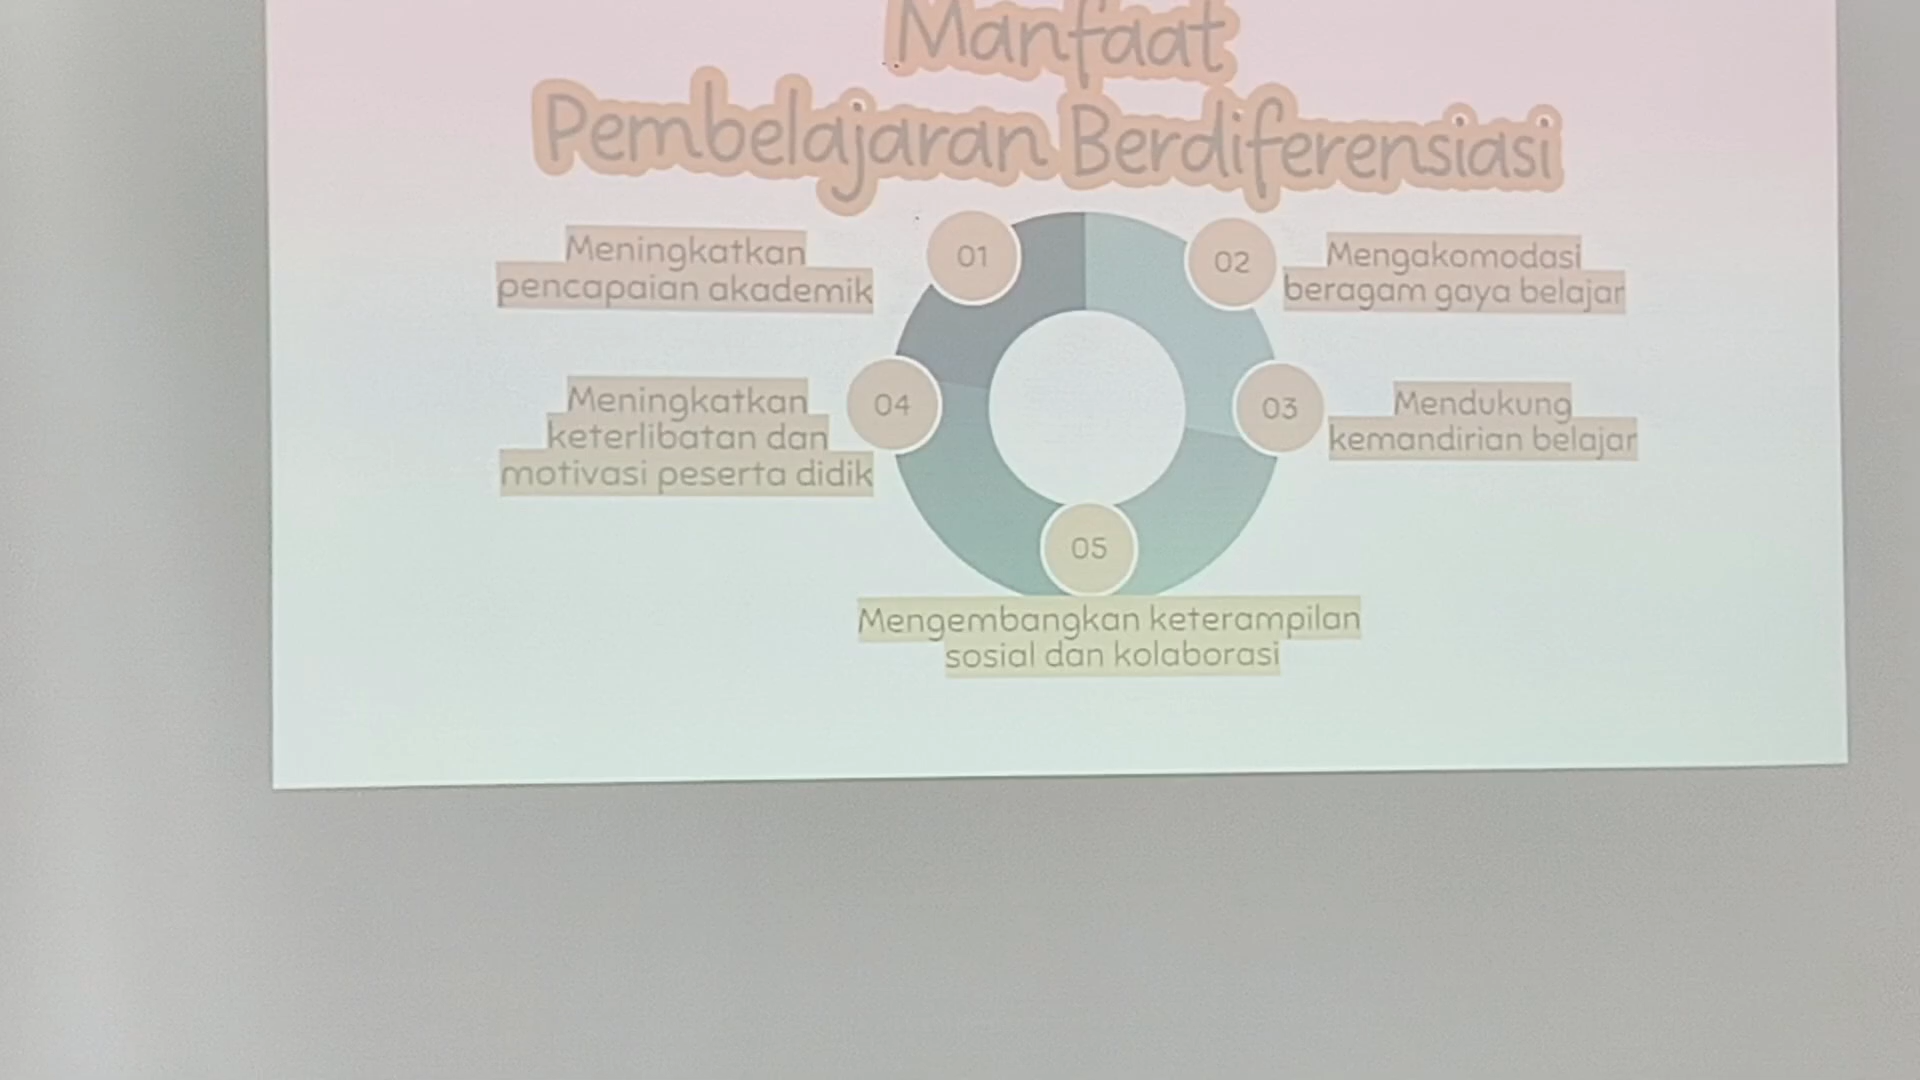 Manfaat
Pembelajaran Berdiferensiasi
01
Meningkatkan
pencapaian akademik
02
Mengakomodasi
beragam gaya belajar
03
Mendukung
kemandirian belajar
04
Meningkatkan
keterlibatan dan
motivasi peserta didik
05
Mengembangkan keterampilan
sosial dan kolaborasi